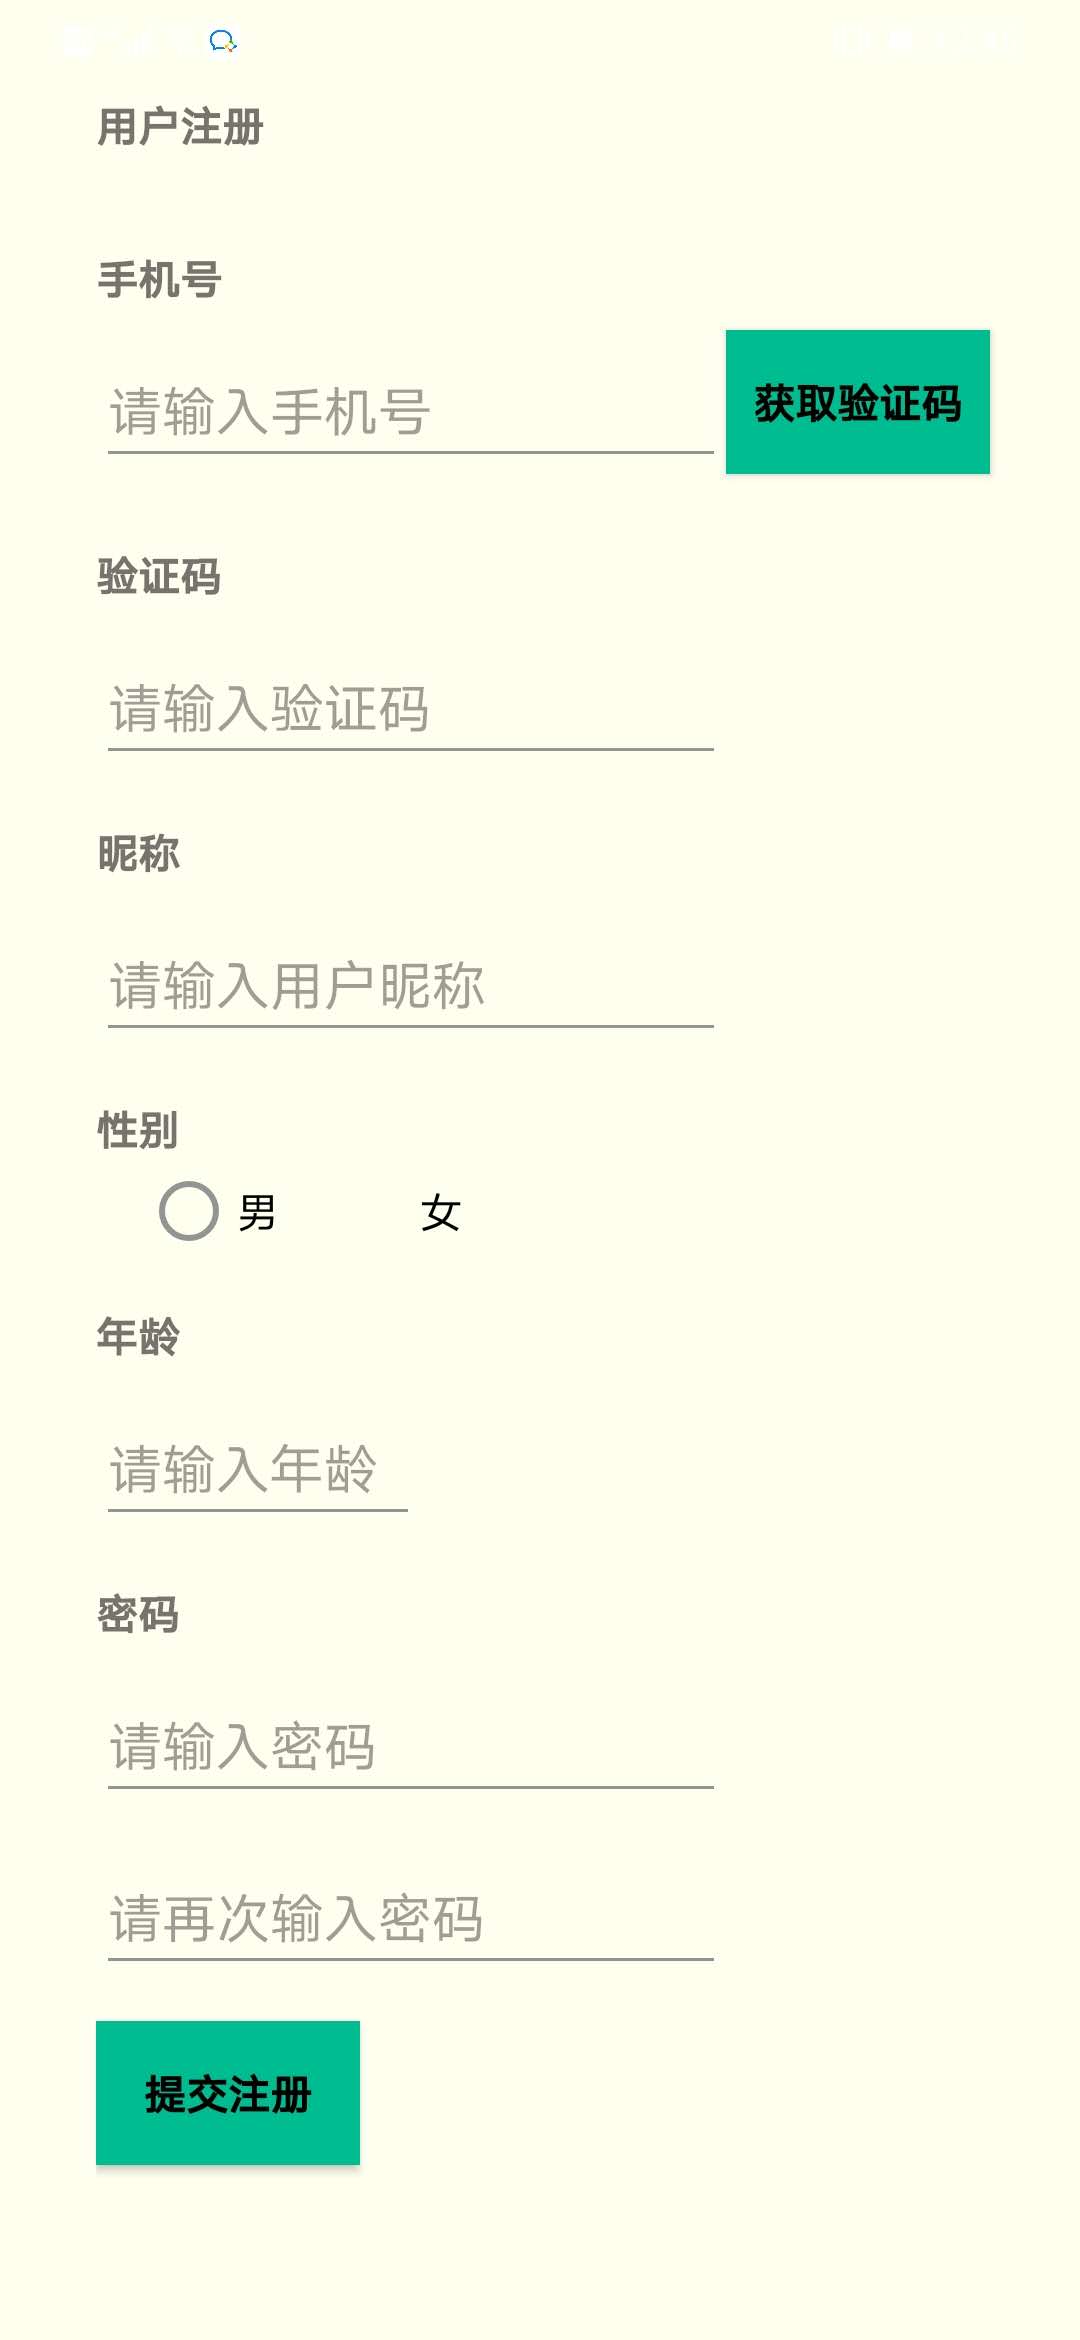 用户注册
手机号
请输入手机号
获取验证码
验证码
请输入验证码
昵称
请输入用户昵称
性别
男 女
年龄
请输入年龄
密码
请输入密码
请再次输入密码
提交注册